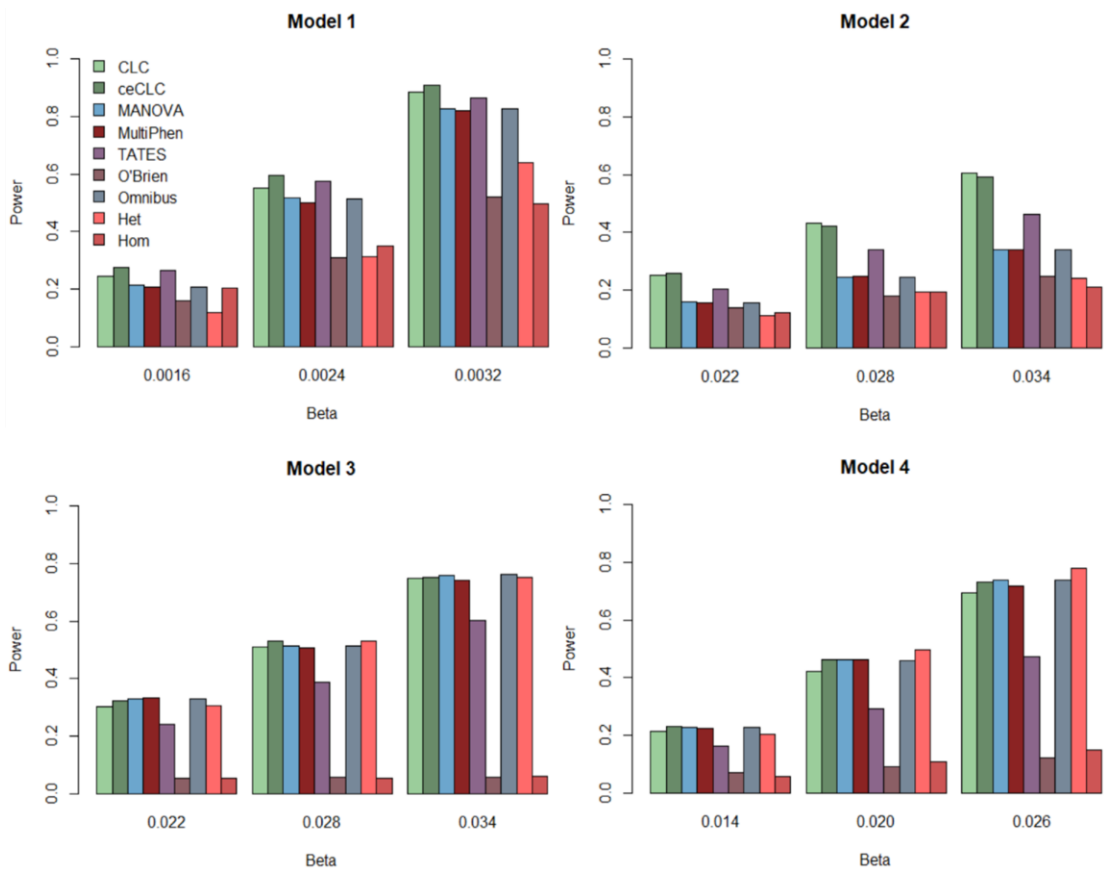 Model 1
Power
0.0
0.2
0.4
0.6
0.8
1.0
CLC
ceCLC
MANOVA
MultiPhen
TATES
O'Brien
Omnibus
Het
Hom
0.0016 0.0024 0.0032
Beta
Model 2
Power
0.0
0.2
0.4
0.6
0.8
1.0
0.022 0.028 0.034
Beta
Model 3
Power
0.0
0.2
0.4
0.6
0.8
1.0
0.022 0.028 0.034
Beta
Model 4
Power
0.0
0.2
0.4
0.6
0.8
1.0
0.014 0.020 0.026
Beta